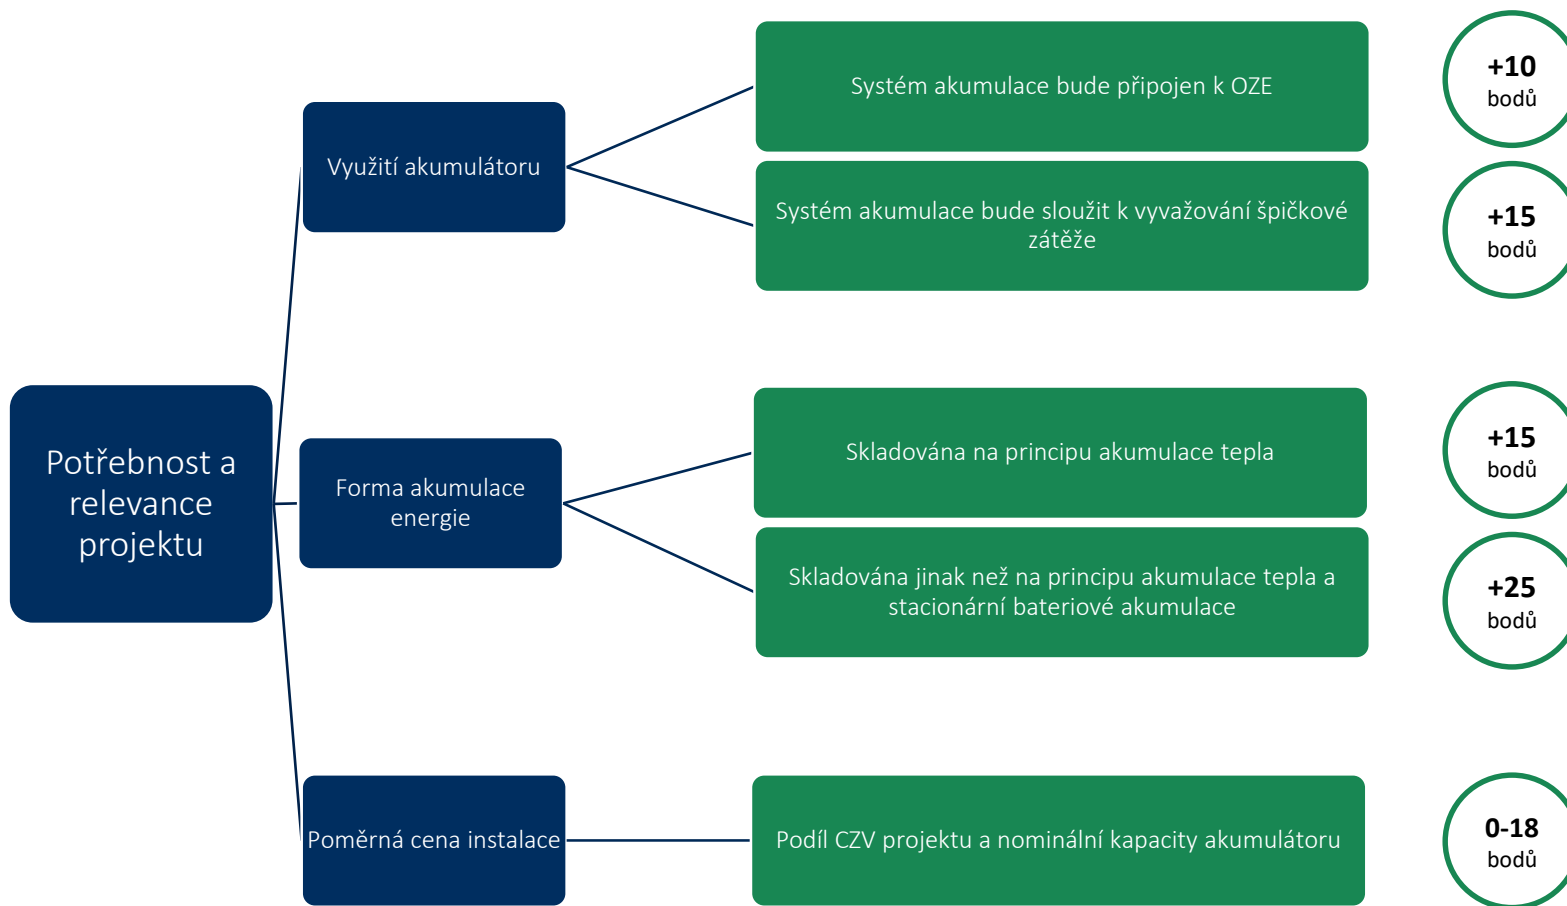 Systém akumulace bude připojen k OZE
+10
bodů
Využití akumulátoru
Systém akumulace bude sloužit k vyvažování špičkové
zátěže
+15
bodů
Potřebnost a
relevance
projektu
Forma akumulace
energie
Skladována na principu akumulace tepla
+15
bodů
Skladována jinak než na principu akumulace tepla a
stacionární bateriové akumulace
+25
bodů
Poměrná cena instalace
Podíl CZV projektu a nominální kapacity akumulátoru
0-18
bodů